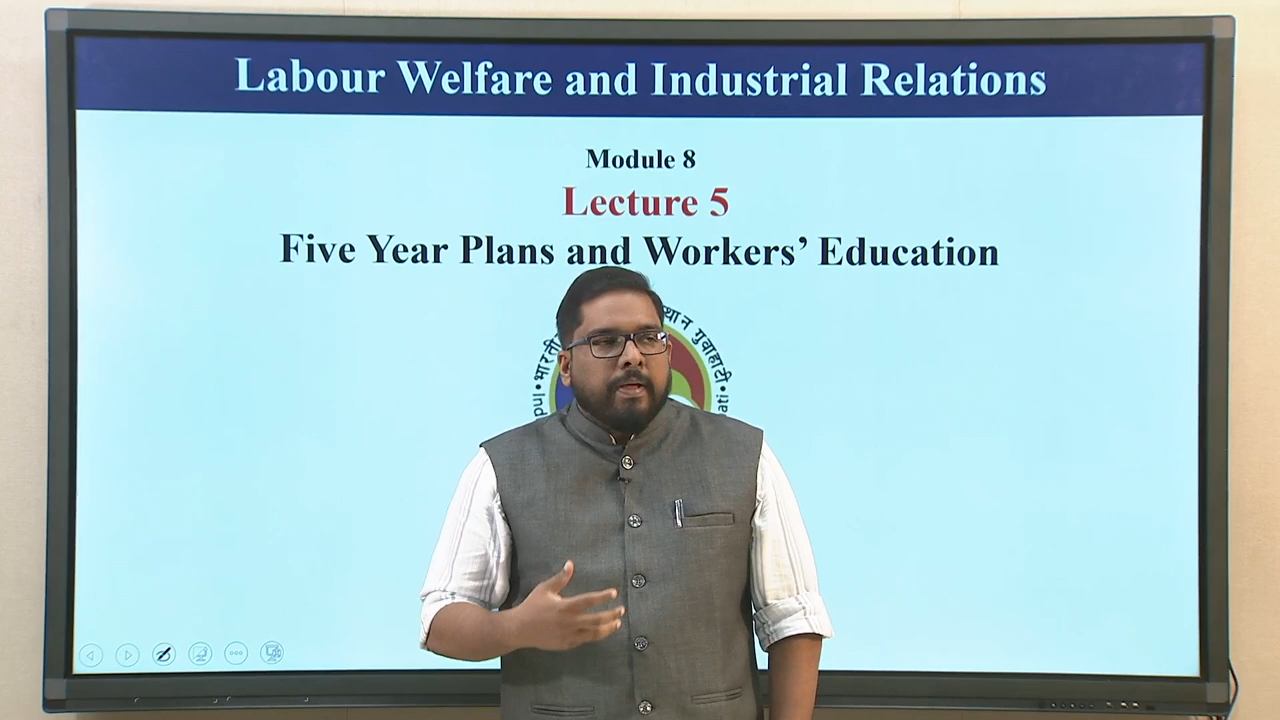 Labour Welfare and Industrial Relations
Module 8
Lecture 5
Five Year Plans and Workers' Education
गुवाहाटी